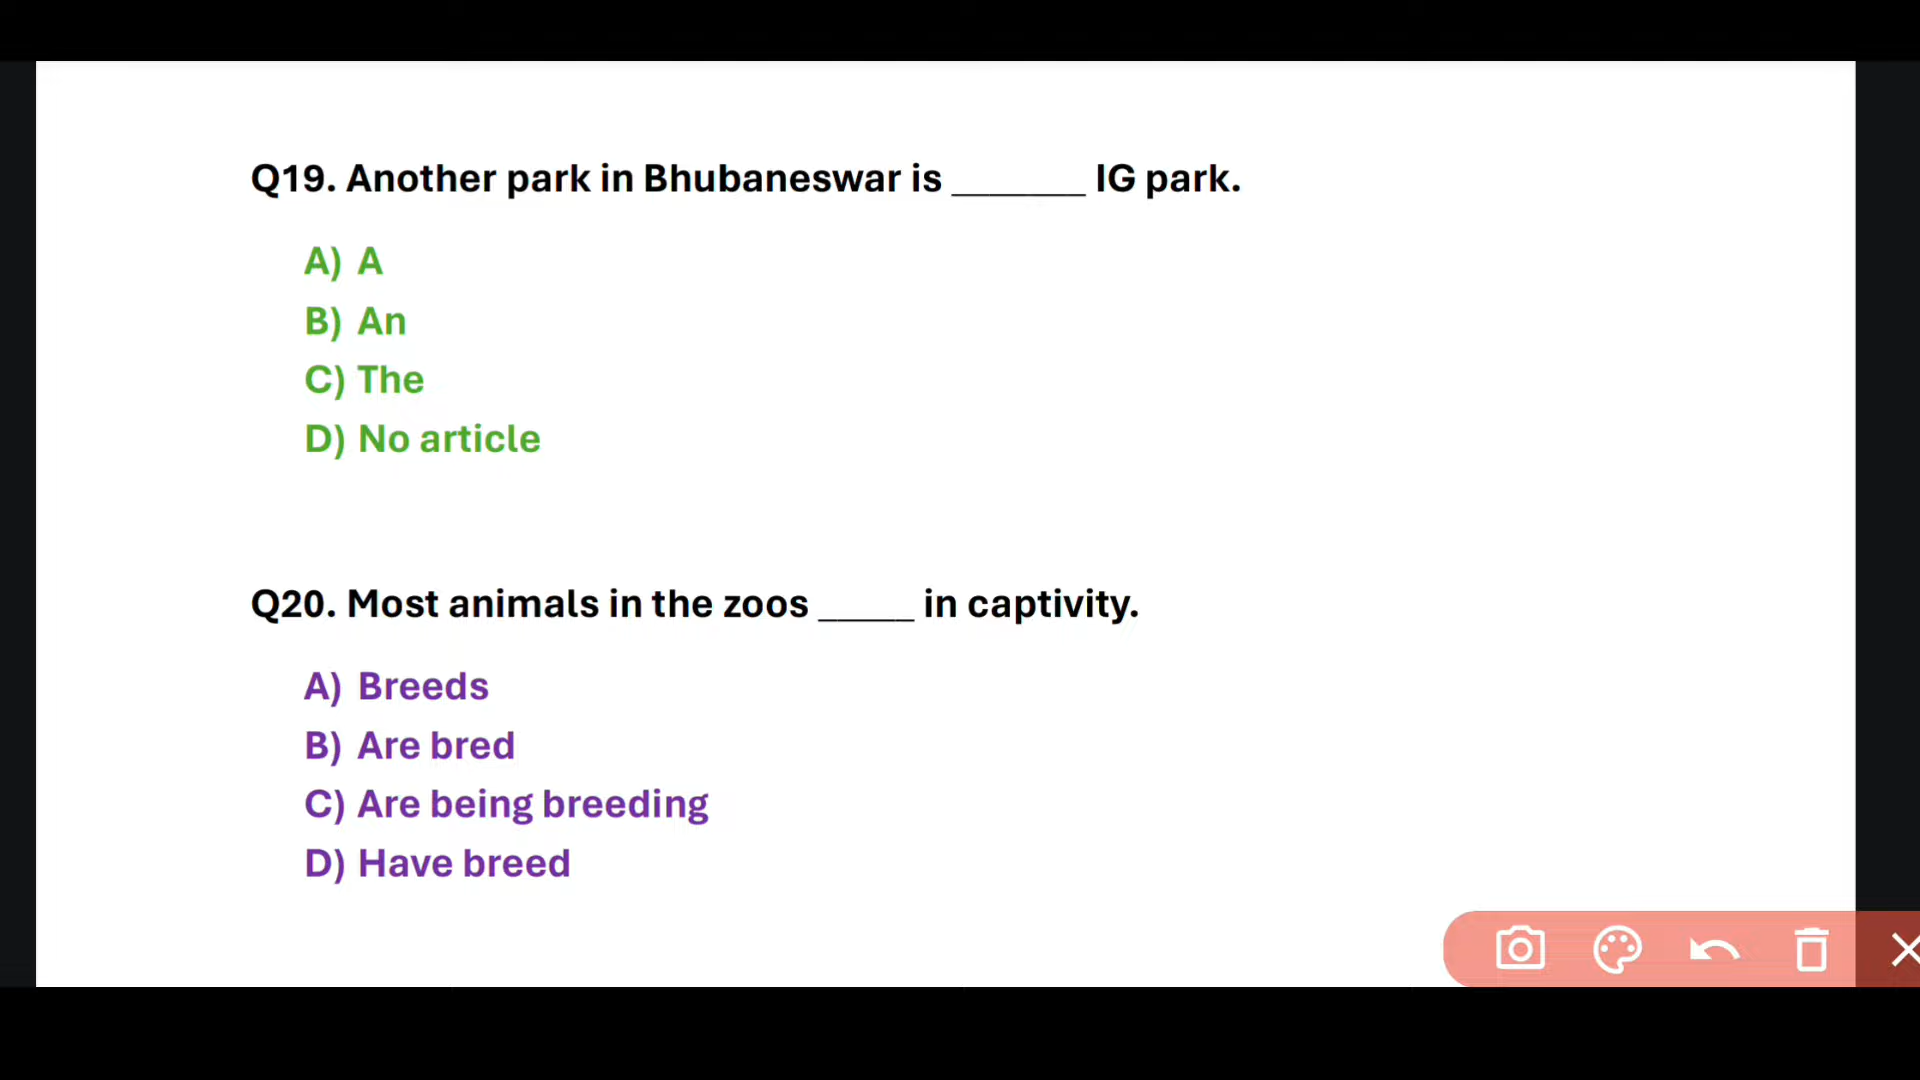 Q19. Another park in Bhubaneswar is _______ IG park.
A) A
B) An
C) The
D) No article
Q20. Most animals in the zoos _____ in captivity.
A) Breeds
B) Are bred
C) Are being breeding
D) Have breed